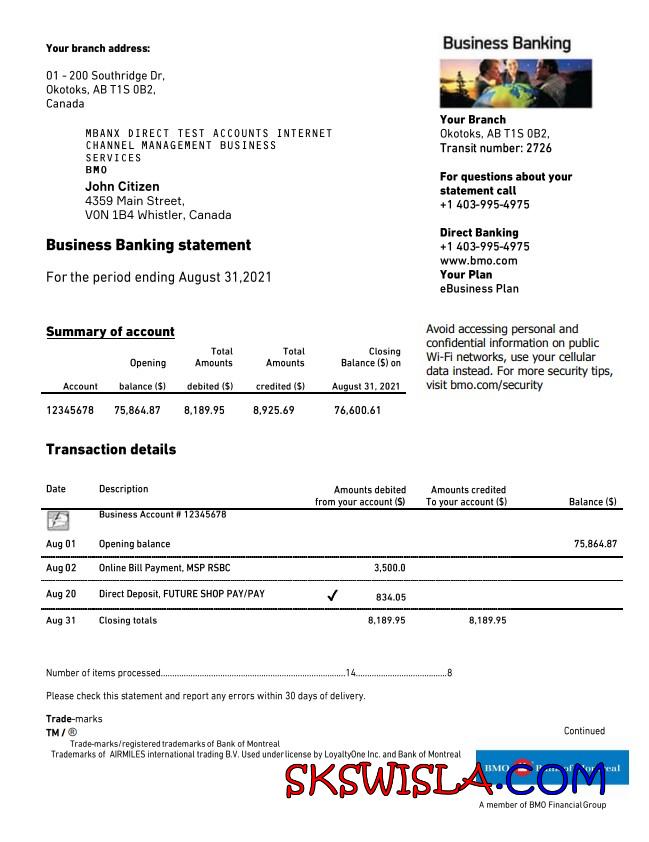 Your branch address:
01 - 200 Southridge Dr,
Okotoks, AB T1S 0B2,
Canada
MBANX DIRECT TEST ACCOUNTS INTERNET
CHANNEL MANAGEMENT BUSINESS
SERVICES
BMO
John Citizen
4359 Main Street,
V0N 1B4 Whistler, Canada
Business Banking statement
For the period ending August 31,2021
Business Banking
Your Branch
Okotoks, AB T1S 0B2,
Transit number: 2726
For questions about your
statement call
+1 403-995-4975
Direct Banking
+1 403-995-4975
www.bmo.com
Your Plan
eBusiness Plan
Summary of account
Total Total Closing
Opening Amounts Amounts Balance ($) on
Account balance ($) debited ($) credited ($) August 31, 2021
12345678 75,864.87 8,189.95 8,925.69 76,600.61
Avoid accessing personal and
confidential information on public
Wi-Fi networks, use your cellular
data instead. For more security tips,
visit bmo.com/security
Transaction details
Date Description Amounts debited Amounts credited
from your account ($) To your account ($) Balance ($)
Business Account # 12345678
Aug 01 Opening balance 75,864.87
Aug 02 Online Bill Payment, MSP RSBC 3,500.0
Aug 20 Direct Deposit, FUTURE SHOP PAY/PAY ✓ 834.05
Aug 31 Closing totals 8,189.95 8,189.95
Number of items processed..........................................................................14.....................................8
Please check this statement and report any errors within 30 days of delivery.
Trade-marks
TM / ®
Continued
Trade-marks/registered trademarks of Bank of Montreal
Trademarks of AIRMILES international trading B.V. Used under license by LoyaltyOne Inc. and Bank of Montreal
BMO Bank of Montreal
SKSWISLA.COM
A member of BMO Financial Group